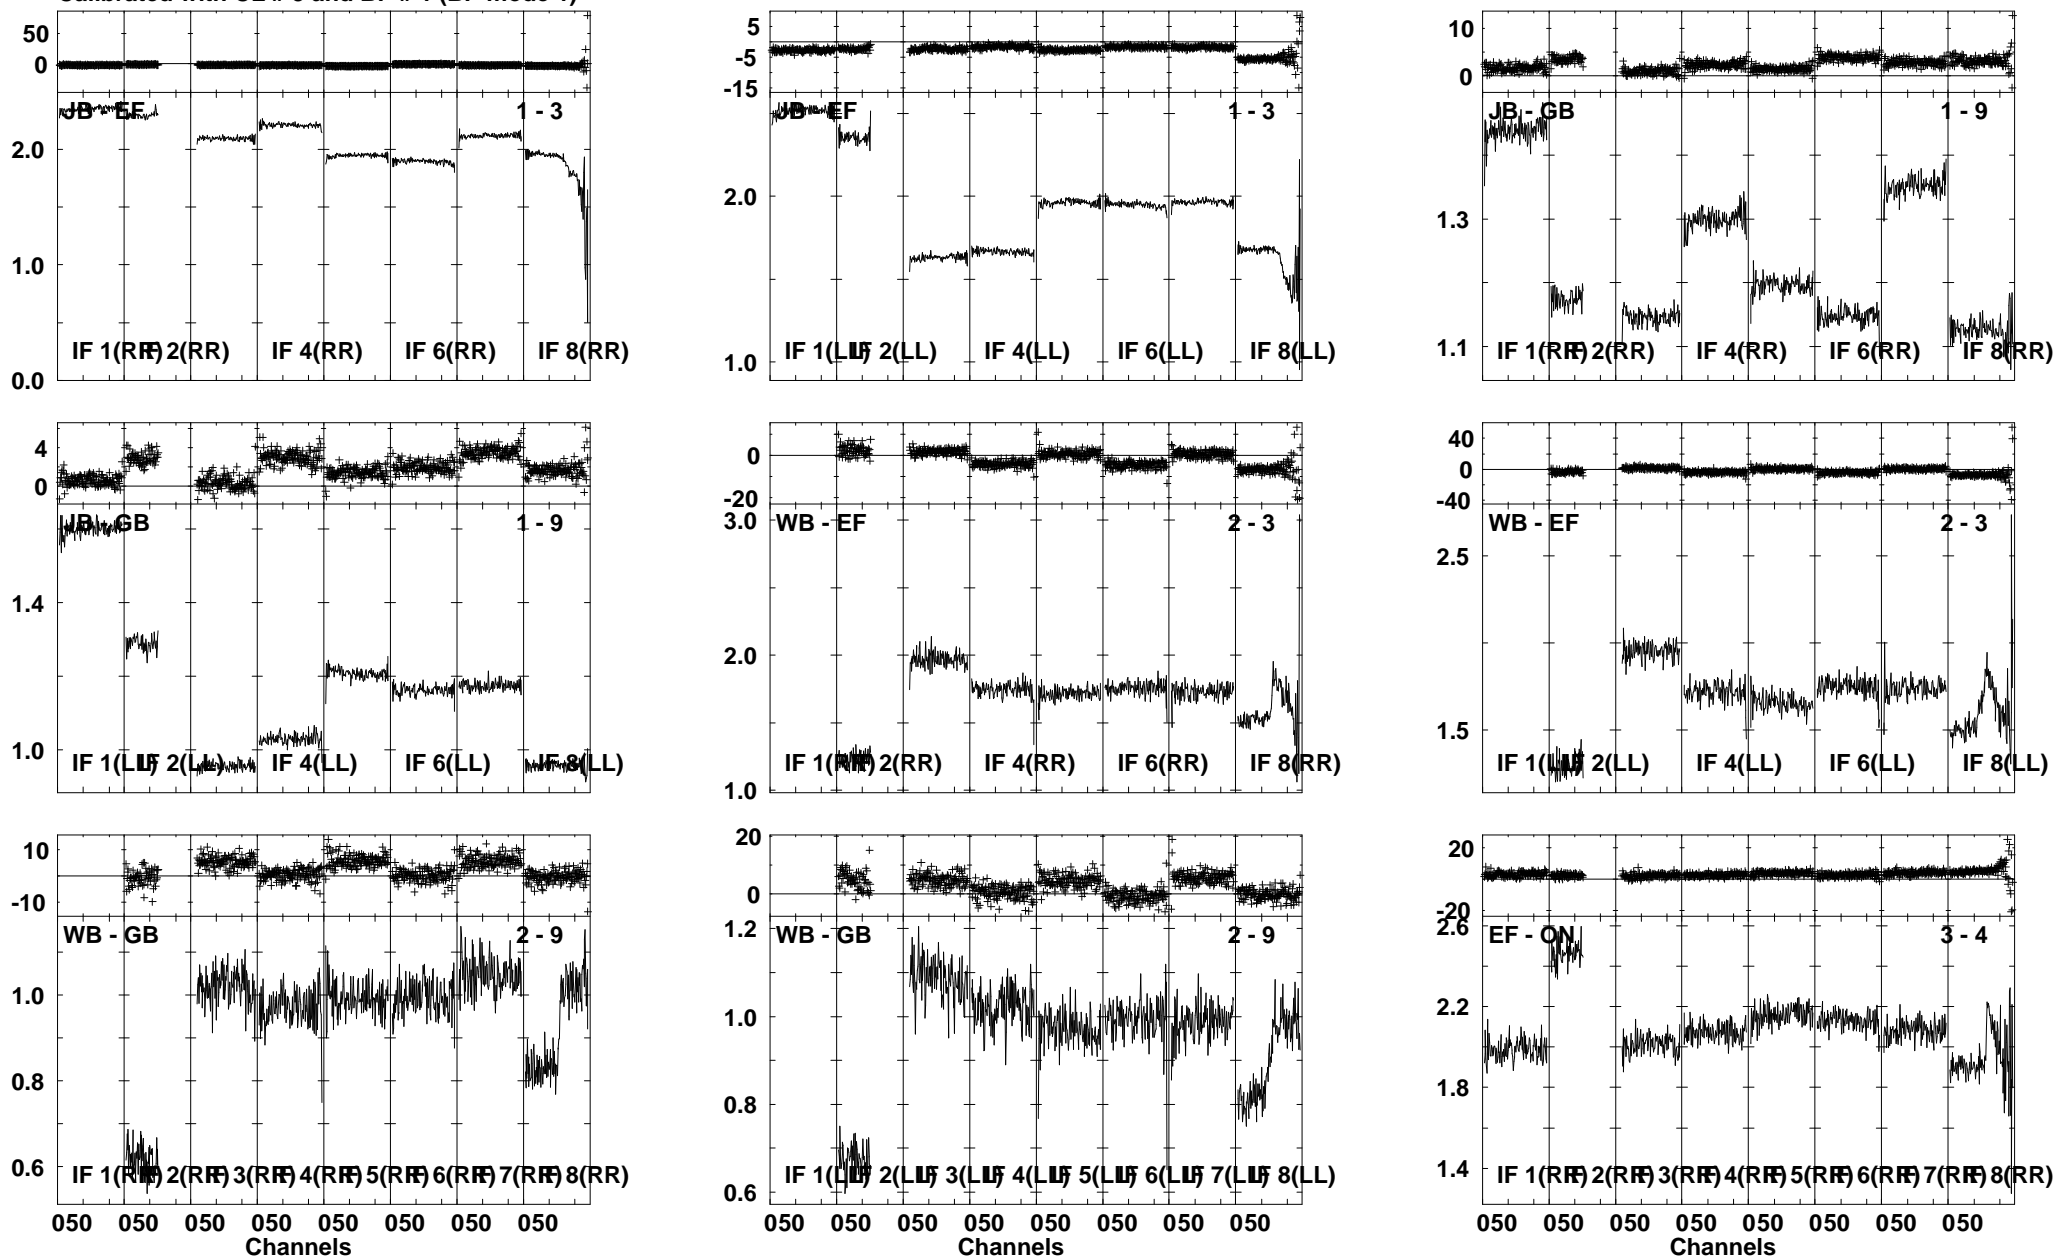 50
0
JB - EF 1 - 3
2.0
1.0
0.0
IF 1(RR) IF 2(RR) IF 4(RR) IF 6(RR) IF 8(RR)
5
-5
-15
JB - EF 1 - 3
2.0
1.0
IF 1(LL) IF 2(LL) IF 4(LL) IF 6(LL) IF 8(LL)
10
0
JB - GB 1 - 9
1.3
1.1
IF 1(RR) IF 2(RR) IF 4(RR) IF 6(RR) IF 8(RR)
4
0
JB - GB 1 - 9
1.4
1.0
IF 1(LL) IF 2(LL) IF 4(LL) IF 6(LL) IF 8(LL)
0
-20
3.0
WB - EF 2 - 3
2.0
1.0
IF 1(RR) IF 2(RR) IF 4(RR) IF 6(RR) IF 8(RR)
40
0
-40
WB - EF 2 - 3
2.5
1.5
IF 1(LL) IF 2(LL) IF 4(LL) IF 6(LL) IF 8(LL)
10
-10
WB - GB 2 - 9
1.0
0.8
0.6
IF 1(RR) IF 2(RR) IF 3(RR) IF 4(RR) IF 5(RR) IF 6(RR) IF 7(RR) IF 8(RR)
050 050 050 050 050 050 050 050
Channels
20
0
1.2
WB - GB 2 - 9
1.0
0.8
0.6
IF 1(LL) IF 2(LL) IF 3(LL) IF 4(LL) IF 5(LL) IF 6(LL) IF 7(LL) IF 8(LL)
050 050 050 050 050 050 050 050
Channels
20
-20
2.6
EF - ON 3 - 4
2.2
1.8
1.4
IF 1(RR) IF 2(RR) IF 3(RR) IF 4(RR) IF 5(RR) IF 6(RR) IF 7(RR) IF 8(RR)
050 050 050 050 050 050 050 050
Channels